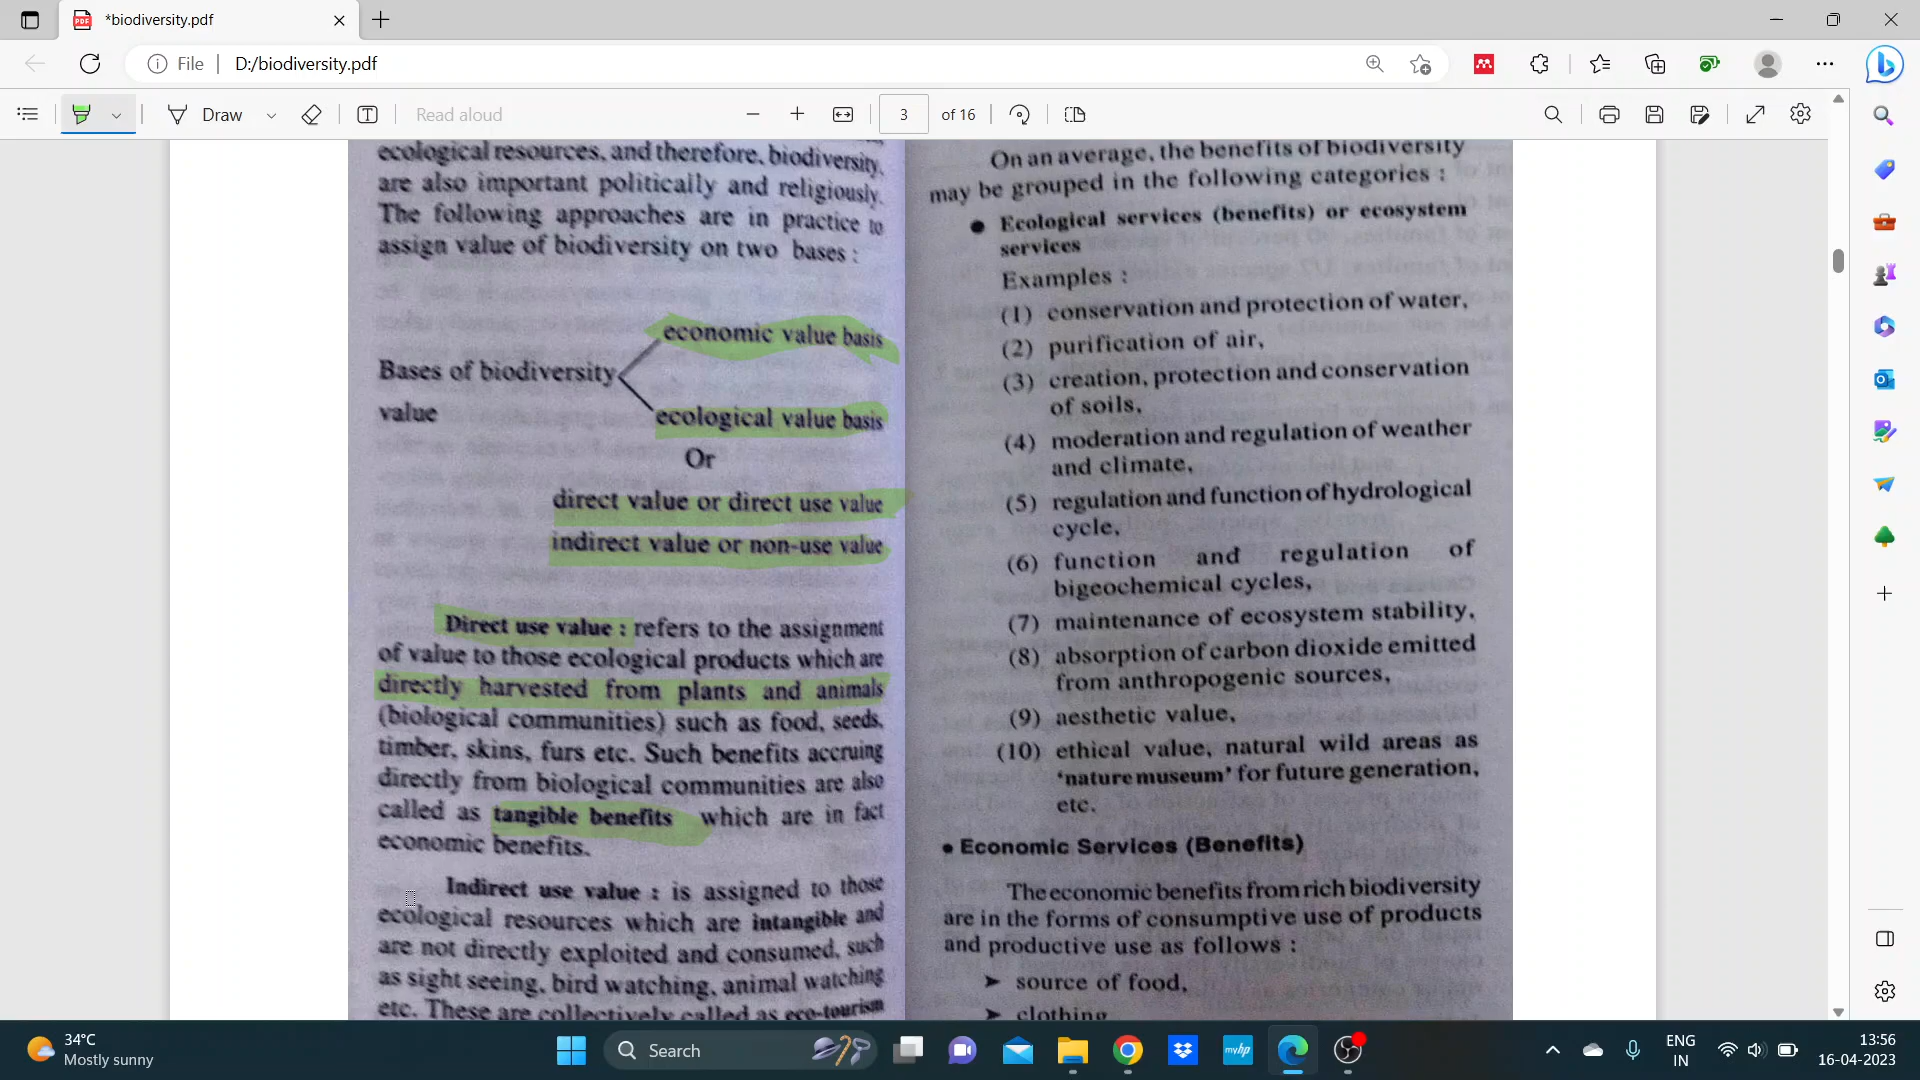 *biodiversity.pdf
File
D:/biodiversity.pdf
Draw
Read aloud
3
of 16
ecological resources, and therefore, biodiversity,
are also important politically and religiously.
The following approaches are in practice to
assign value of biodiversity on two bases :
economic value basis
Bases of biodiversity
value
ecological value basis
Or
direct value or direct use value
indirect value or non-use value
Direct use value : refers to the assignment
of value to those ecological products which are
directly harvested from plants and animals
(biological communities) such as food, seeds,
timber, skins, furs etc. Such benefits accruing
directly from biological communities are also
called as tangible benefits which are in fact
economic benefits.
Indirect use value : is assigned to those
ecological resources which are intangible and
are not directly exploited and consumed, such
as sight seeing, bird watching, animal watching
etc. These are collectively called as eco-tourism
On an average, the benefits of biodiversity
may be grouped in the following categories :
● Ecological services (benefits) or ecosystem
services
Examples :
(1) conservation and protection of water,
(2) purification of air,
(3) creation, protection and conservation
of soils,
(4) moderation and regulation of weather
and climate,
(5) regulation and function of hydrological
cycle,
(6) function and regulation of
bigeochemical cycles,
(7) maintenance of ecosystem stability,
(8) absorption of carbon dioxide emitted
from anthropogenic sources,
(9) aesthetic value,
(10) ethical value, natural wild areas as
'nature museum' for future generation,
etc.
• Economic Services (Benefits)
The economic benefits from rich biodiversity
are in the forms of consumptive use of products
and productive use as follows :
➤ source of food,
➤ clothing
34°C
Mostly sunny
Search
myhp
ENG
IN
13:56
16-04-2023